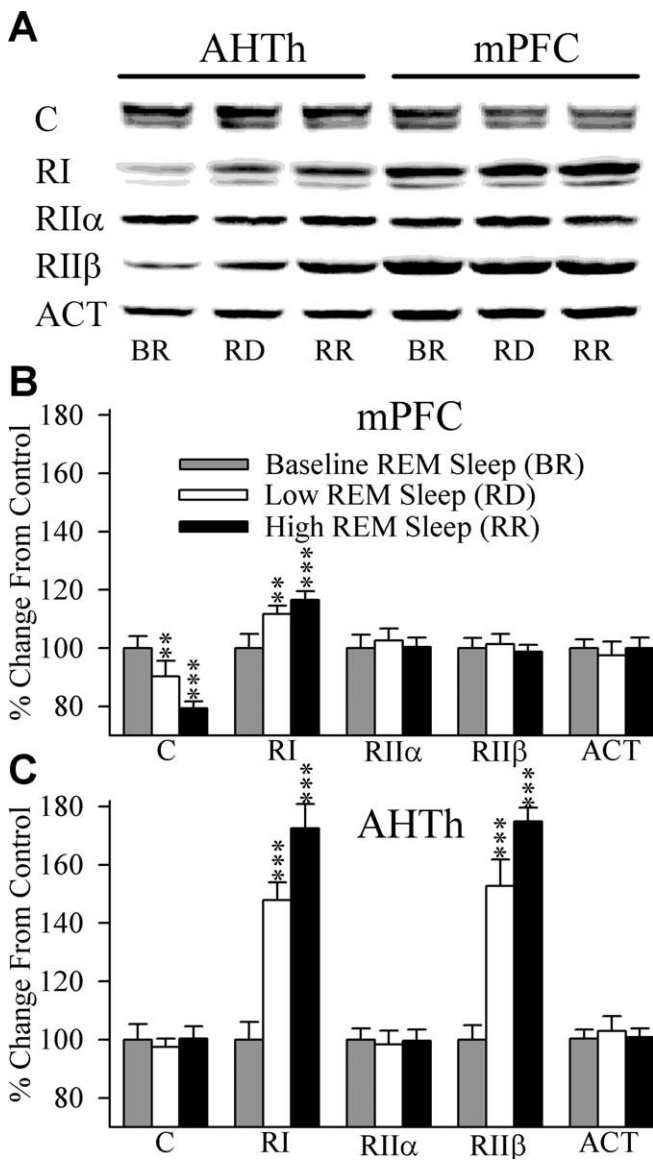 A
AHTh mPFC
C
RI
RIIα
RIIβ
ACT
BR RD RR BR RD RR
B
mPFC
% Change From Control
180
160
140
120
100
80
Baseline REM Sleep (BR)
Low REM Sleep (RD)
High REM Sleep (RR)
** *** ** ***
C RI RIIα RIIβ ACT
C
AHTh
% Change From Control
180
160
140
120
100
80
*** *** *** ***
C RI RIIα RIIβ ACT